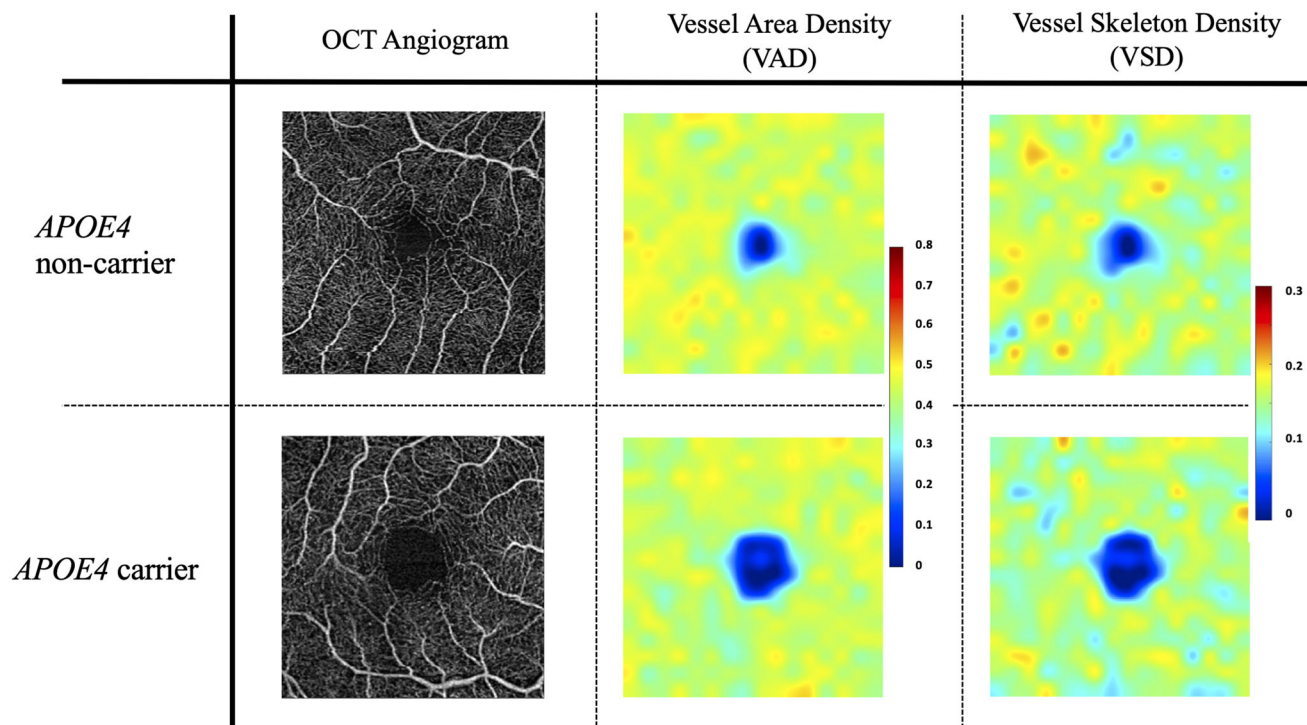 OCT Angiogram
Vessel Area Density
(VAD)
Vessel Skeleton Density
(VSD)
APOE4
non-carrier
0.8
0.7
0.6
0.5
0.4
0.3
0.2
0.1
0
0.3
0.2
0.1
0
APOE4 carrier